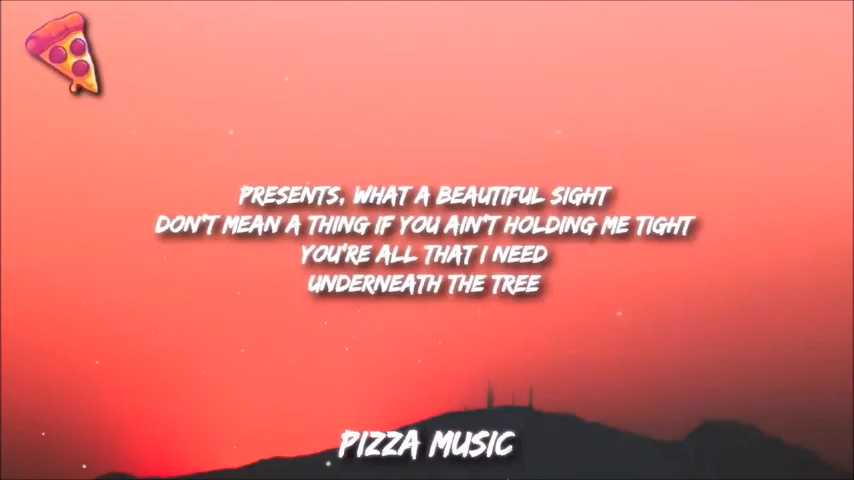 PRESENTS, WHAT A BEAUTIFUL SIGHT
DON'T MEAN A THING IF YOU AIN'T HOLDING ME TIGHT
YOU'RE ALL THAT I NEED
UNDERNEATH THE TREE
PIZZA MUSIC